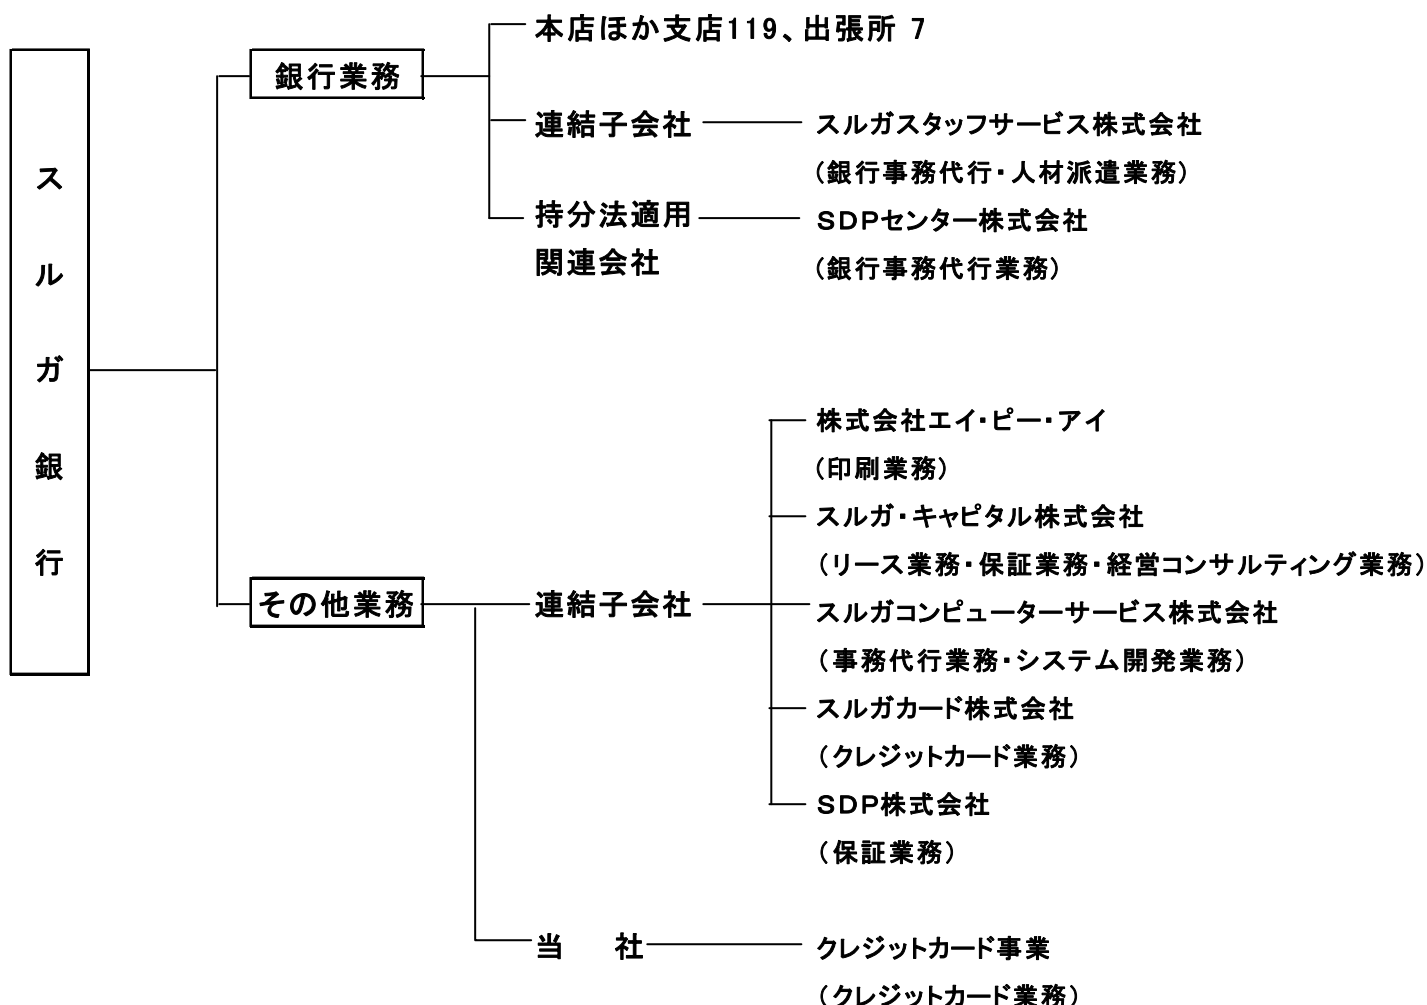 スルガ銀行
銀行業務
本店ほか支店119、出張所 7
連結子会社
スルガスタッフサービス株式会社
(銀行事務代行・人材派遣業務)
持分法適用
関連会社
SDPセンター株式会社
(銀行事務代行業務)
その他業務
連結子会社
株式会社エイ・ピー・アイ
(印刷業務)
スルガ・キャピタル株式会社
(リース業務・保証業務・経営コンサルティング業務)
スルガコンピューターサービス株式会社
(事務代行業務・システム開発業務)
スルガカード株式会社
(クレジットカード業務)
SDP株式会社
(保証業務)
当 社
クレジットカード事業
(クレジットカード業務)